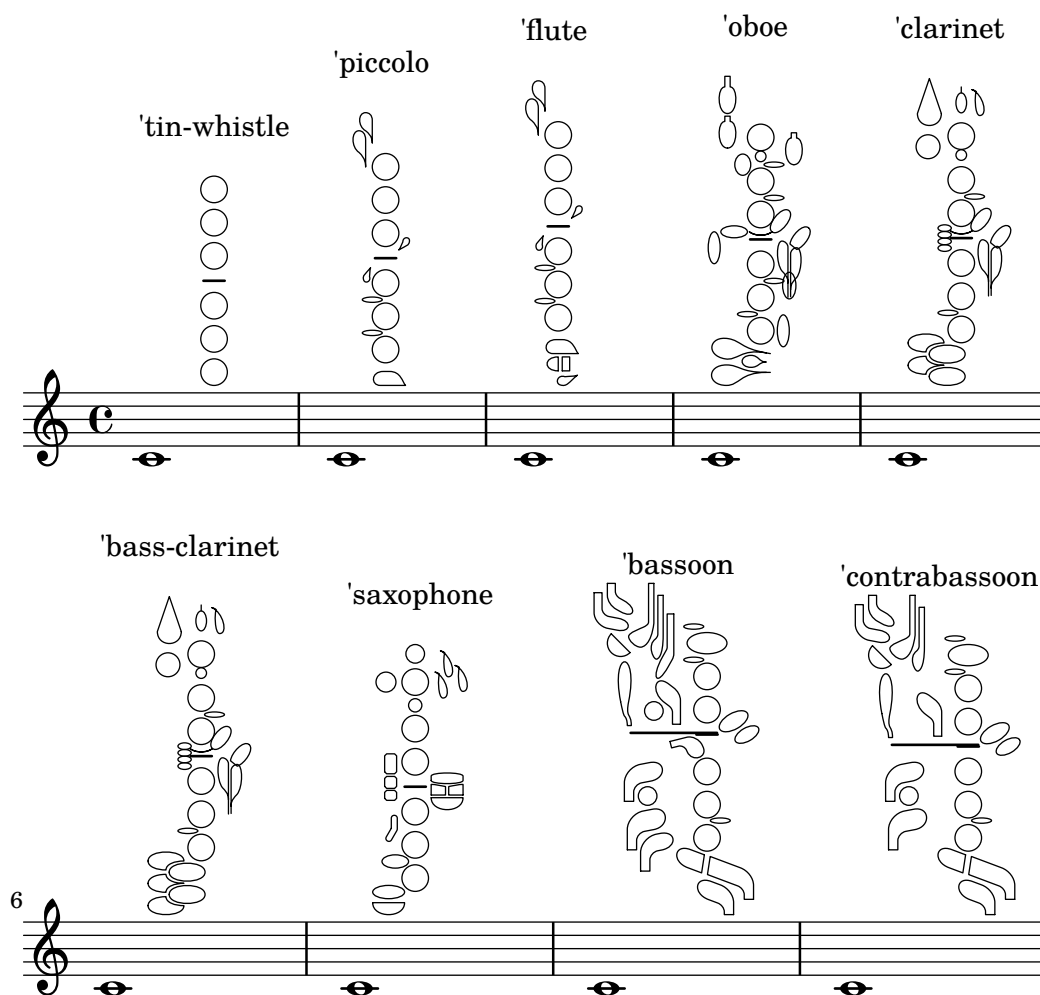 'tin-whistle
'piccolo
'flute
'oboe
'clarinet
'bass-clarinet
'saxophone
'bassoon
'contrabassoon
6